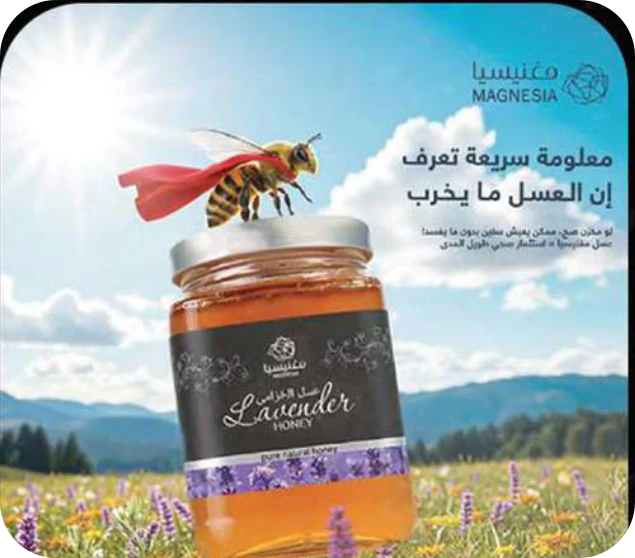 مغنيسيا
MAGNESIA
معلومة سريعة تعرف
إن العسل ما يخرب
لو مخزن صح، ممكن يعيش سنين بدون ما يفسد!
عسل مغنيسيا = استثمار صحي طويل المدى
مغنيسيا
عسل الخزامى
Lavender
HONEY
pure natural honey